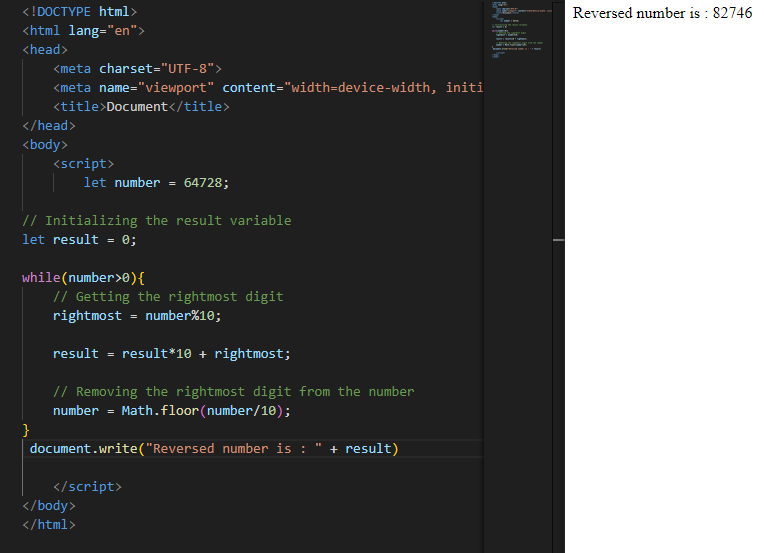 <!DOCTYPE html>
<html lang="en">
<head>
    <meta charset="UTF-8">
    <meta name="viewport" content="width=device-width, initi
    <title>Document</title>
</head>
<body>
    <script>
        let number = 64728;

// Initializing the result variable
let result = 0;

while(number>0){
    // Getting the rightmost digit
    rightmost = number%10;

    result = result*10 + rightmost;

    // Removing the rightmost digit from the number
    number = Math.floor(number/10);
}
 document.write("Reversed number is : " + result)

    </script>
</body>
</html>
Reversed number is : 82746